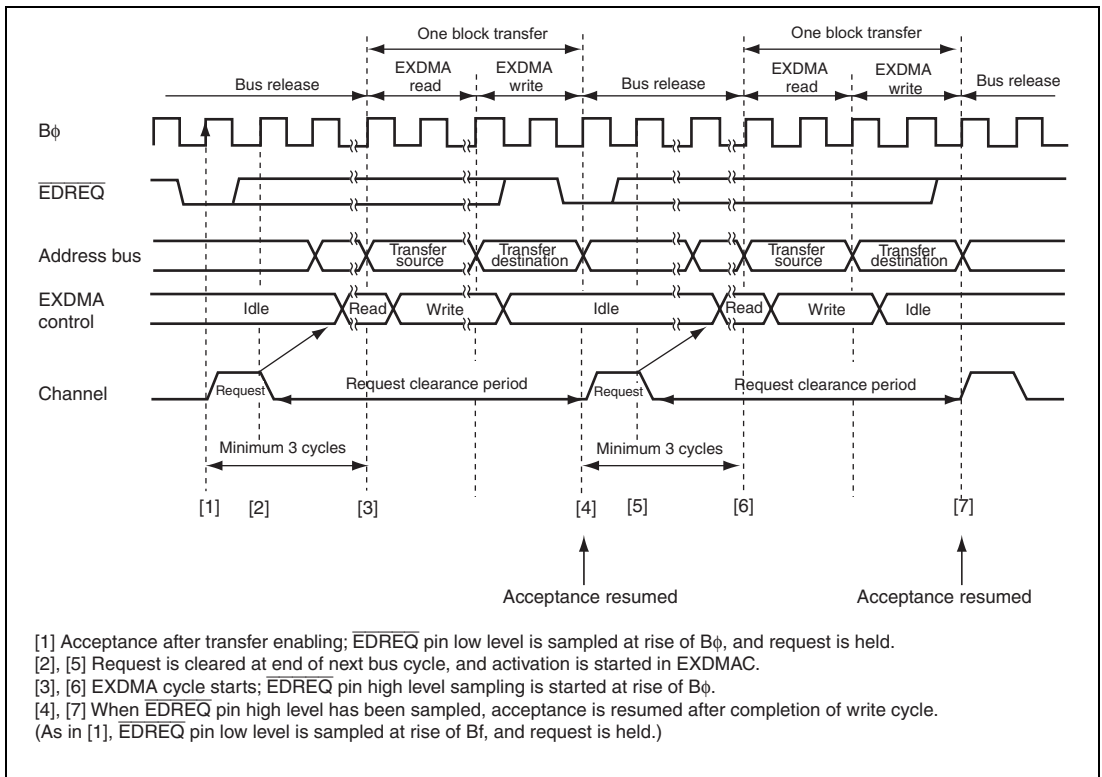 One block transfer One block transfer
Bus release EXDMA read EXDMA write Bus release EXDMA read EXDMA write Bus release
Bϕ
EDREQ
Address bus Transfer source Transfer destination Transfer source Transfer destination
EXDMA control Idle Read Write Idle Read Write Idle
Channel Request Request clearance period Request Request clearance period
Minimum 3 cycles Minimum 3 cycles
[1] [2] [3] [4] [5] [6] [7]
Acceptance resumed Acceptance resumed
[1] Acceptance after transfer enabling; EDREQ pin low level is sampled at rise of Bϕ, and request is held.
[2], [5] Request is cleared at end of next bus cycle, and activation is started in EXDMAC.
[3], [6] EXDMA cycle starts; EDREQ pin high level sampling is started at rise of Bϕ.
[4], [7] When EDREQ pin high level has been sampled, acceptance is resumed after completion of write cycle.
(As in [1], EDREQ pin low level is sampled at rise of Bf, and request is held.)